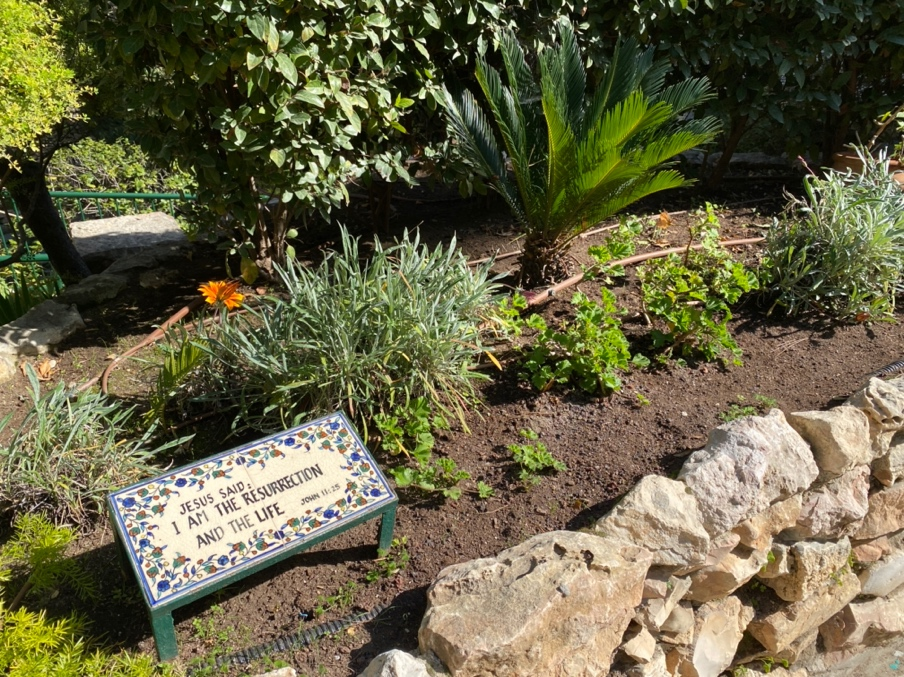 JESUS SAID:
I AM THE RESURRECTION
AND THE LIFE
JOHN 11:25